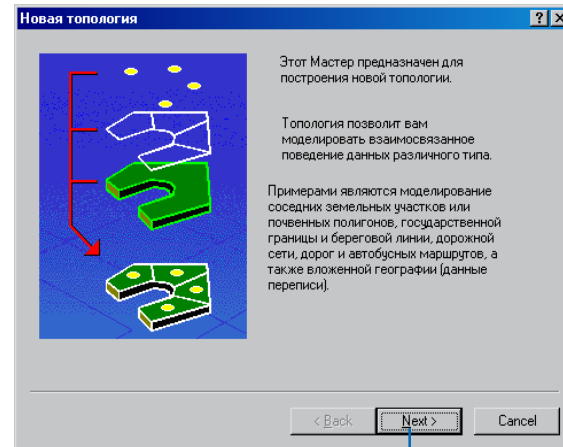 Новая топология
Этот Мастер предназначен для
построения новой топологии.
Топология позволит вам
моделировать взаимосвязанное
поведение данных различного типа.
Примерами являются моделирование
соседних земельных участков или
почвенных полигонов, государственной
границы и береговой линии, дорожной
сети, дорог и автобусных маршрутов, а
также вложенной географии (данные
переписи).
< Back Next > Cancel